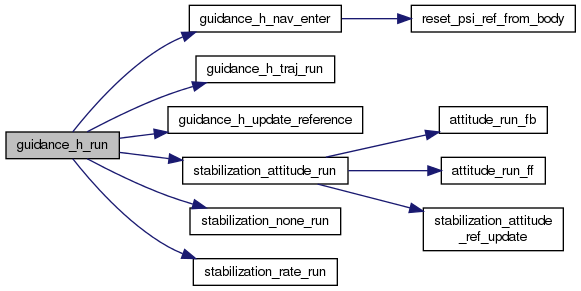 guidance_h_run
guidance_h_nav_enter
reset_psi_ref_from_body
guidance_h_traj_run
guidance_h_update_reference
stabilization_attitude_run
attitude_run_fb
attitude_run_ff
stabilization_attitude
_ref_update
stabilization_none_run
stabilization_rate_run